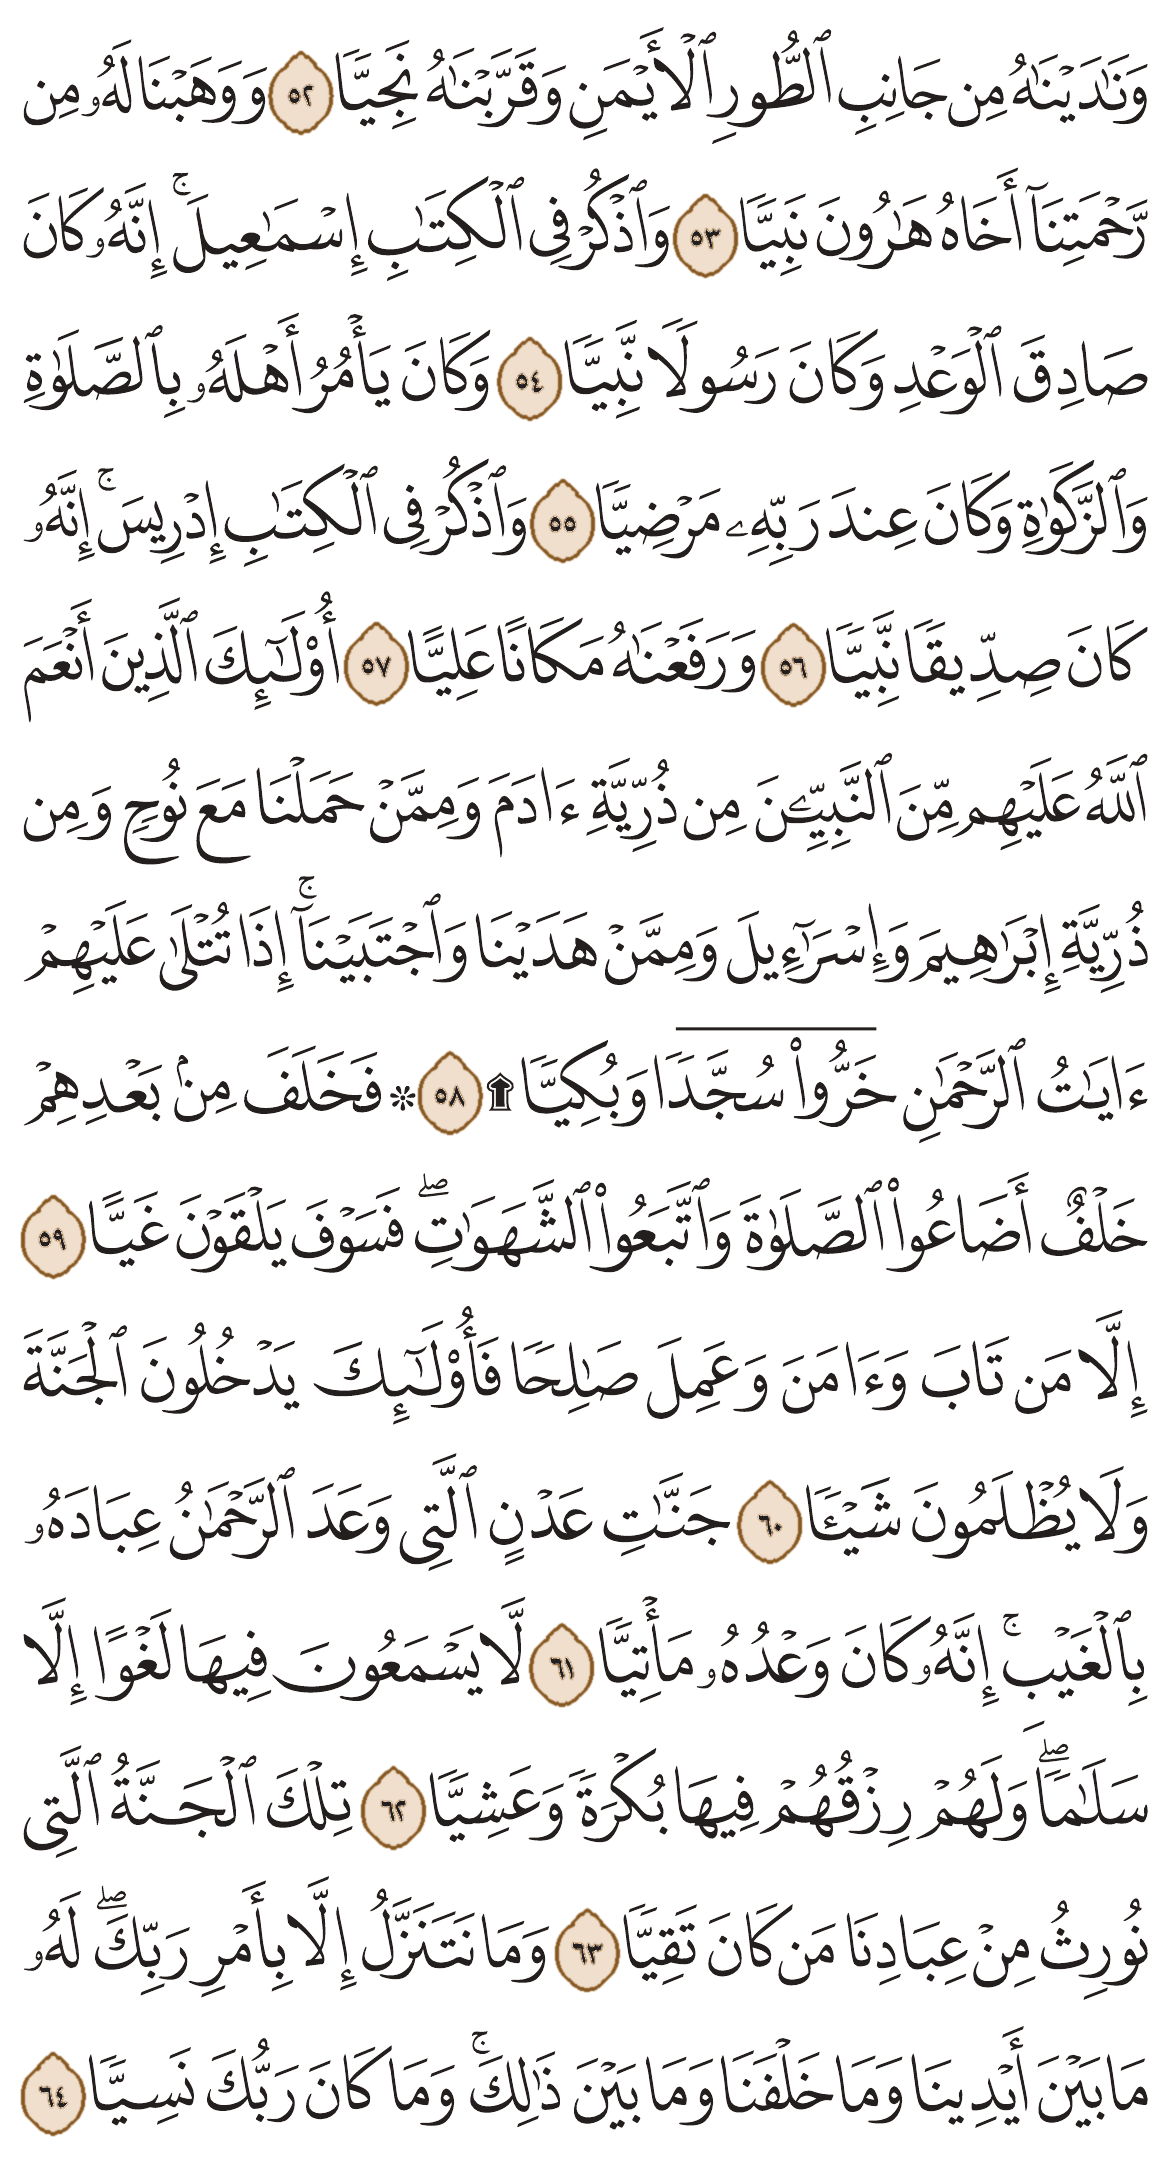 وَنَٰدَيْنَٰهُ مِن جَانِبِ ٱلطُّورِ ٱلْأَيْمَنِ وَقَرَّبْنَٰهُ نَجِيًّا ٥٢ وَوَهَبْنَا لَهُۥ مِن
رَّحْمَتِنَآ أَخَاهُ هَٰرُونَ نَبِيًّا ٥٣ وَٱذْكُرْ فِى ٱلْكِتَٰبِ إِسْمَٰعِيلَ ۚ إِنَّهُۥ كَانَ
صَادِقَ ٱلْوَعْدِ وَكَانَ رَسُولًا نَّبِيًّا ٥٤ وَكَانَ يَأْمُرُ أَهْلَهُۥ بِٱلصَّلَوٰةِ
وَٱلزَّكَوٰةِ وَكَانَ عِندَ رَبِّهِۦ مَرْضِيًّا ٥٥ وَٱذْكُرْ فِى ٱلْكِتَٰبِ إِدْرِيسَ ۚ إِنَّهُۥ
كَانَ صِدِّيقًا نَّبِيًّا ٥٦ وَرَفَعْنَٰهُ مَكَانًا عَلِيًّا ٥٧ أُو۟لَٰٓئِكَ ٱلَّذِينَ أَنْعَمَ
ٱللَّهُ عَلَيْهِم مِّنَ ٱلنَّبِيِّـۧنَ مِن ذُرِّيَّةِ ءَادَمَ وَمِمَّنْ حَمَلْنَا مَعَ نُوحٍ وَمِن
ذُرِّيَّةِ إِبْرَٰهِيمَ وَإِسْرَٰٓءِيلَ وَمِمَّنْ هَدَيْنَا وَٱجْتَبَيْنَآ ۚ إِذَا تُتْلَىٰ عَلَيْهِمْ
ءَايَٰتُ ٱلرَّحْمَٰنِ خَرُّوا۟ سُجَّدًا وَبُكِيًّا ۩ ٥٨ ۞ فَخَلَفَ مِنۢ بَعْدِهِمْ
خَلْفٌ أَضَاعُوا۟ ٱلصَّلَوٰةَ وَٱتَّبَعُوا۟ ٱلشَّهَوَٰتِ ۖ فَسَوْفَ يَلْقَوْنَ غَيًّا ٥٩
إِلَّا مَن تَابَ وَءَامَنَ وَعَمِلَ صَٰلِحًا فَأُو۟لَٰٓئِكَ يَدْخُلُونَ ٱلْجَنَّةَ
وَلَا يُظْلَمُونَ شَيْـًٔا ٦٠ جَنَّٰتِ عَدْنٍ ٱلَّتِى وَعَدَ ٱلرَّحْمَٰنُ عِبَادَهُۥ
بِٱلْغَيْبِ ۚ إِنَّهُۥ كَانَ وَعْدُهُۥ مَأْتِيًّا ٦١ لَّا يَسْمَعُونَ فِيهَا لَغْوًا إِلَّا
سَلَٰمًا ۖ وَلَهُمْ رِزْقُهُمْ فِيهَا بُكْرَةً وَعَشِيًّا ٦٢ تِلْكَ ٱلْجَنَّةُ ٱلَّتِى
نُورِثُ مِنْ عِبَادِنَا مَن كَانَ تَقِيًّا ٦٣ وَمَا نَتَنَزَّلُ إِلَّا بِأَمْرِ رَبِّكَ ۖ لَهُۥ
مَا بَيْنَ أَيْدِينَا وَمَا خَلْفَنَا وَمَا بَيْنَ ذَٰلِكَ ۚ وَمَا كَانَ رَبُّكَ نَسِيًّا ٦٤